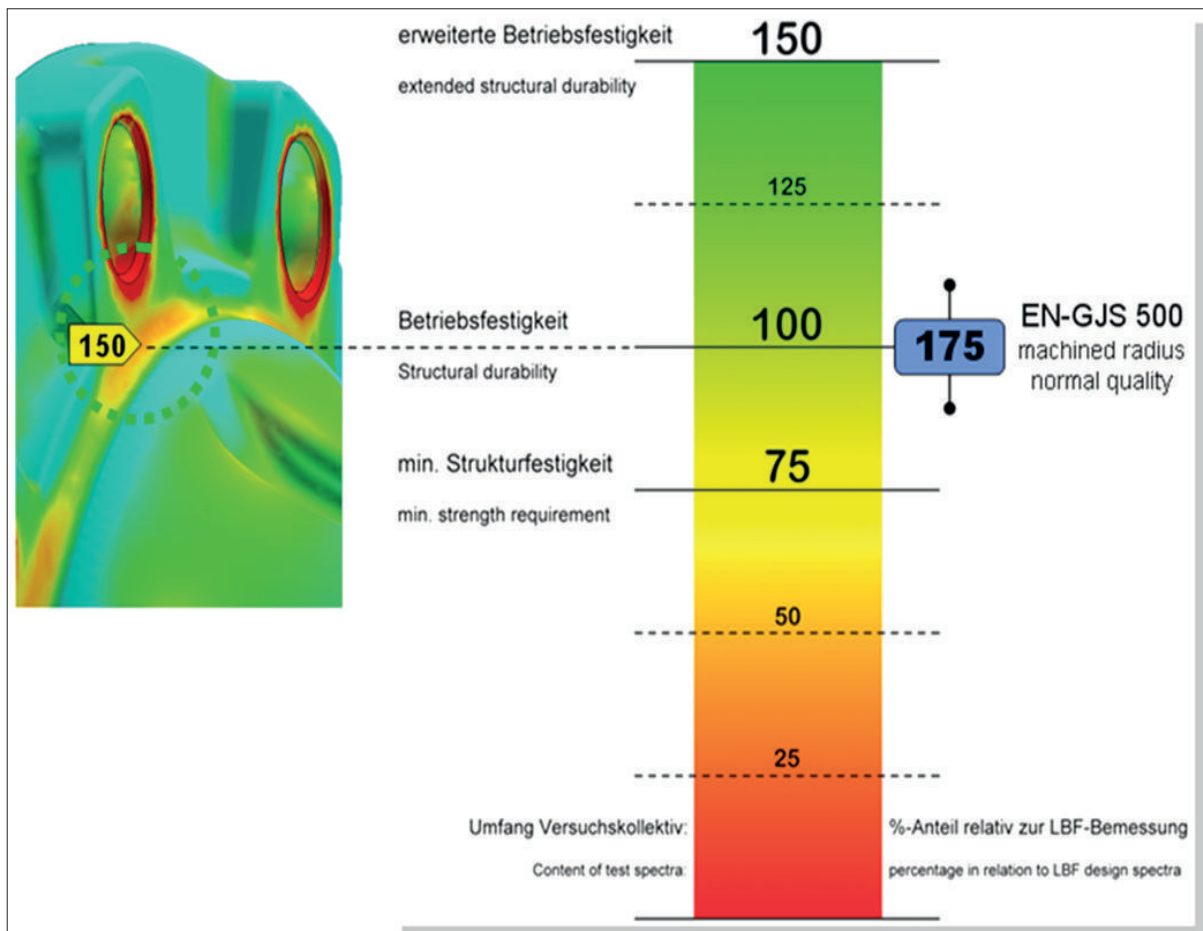 erweiterte Betriebsfestigkeit
150
extended structural durability
125
150
Betriebsfestigkeit
100
Structural durability
175
EN-GJS 500
machined radius
normal quality
min. Strukturfestigkeit
75
min. strength requirement
50
25
Umfang Versuchskollektiv:
%-Anteil relativ zur LBF-Bemessung
Content of test spectra:
percentage in relation to LBF design spectra